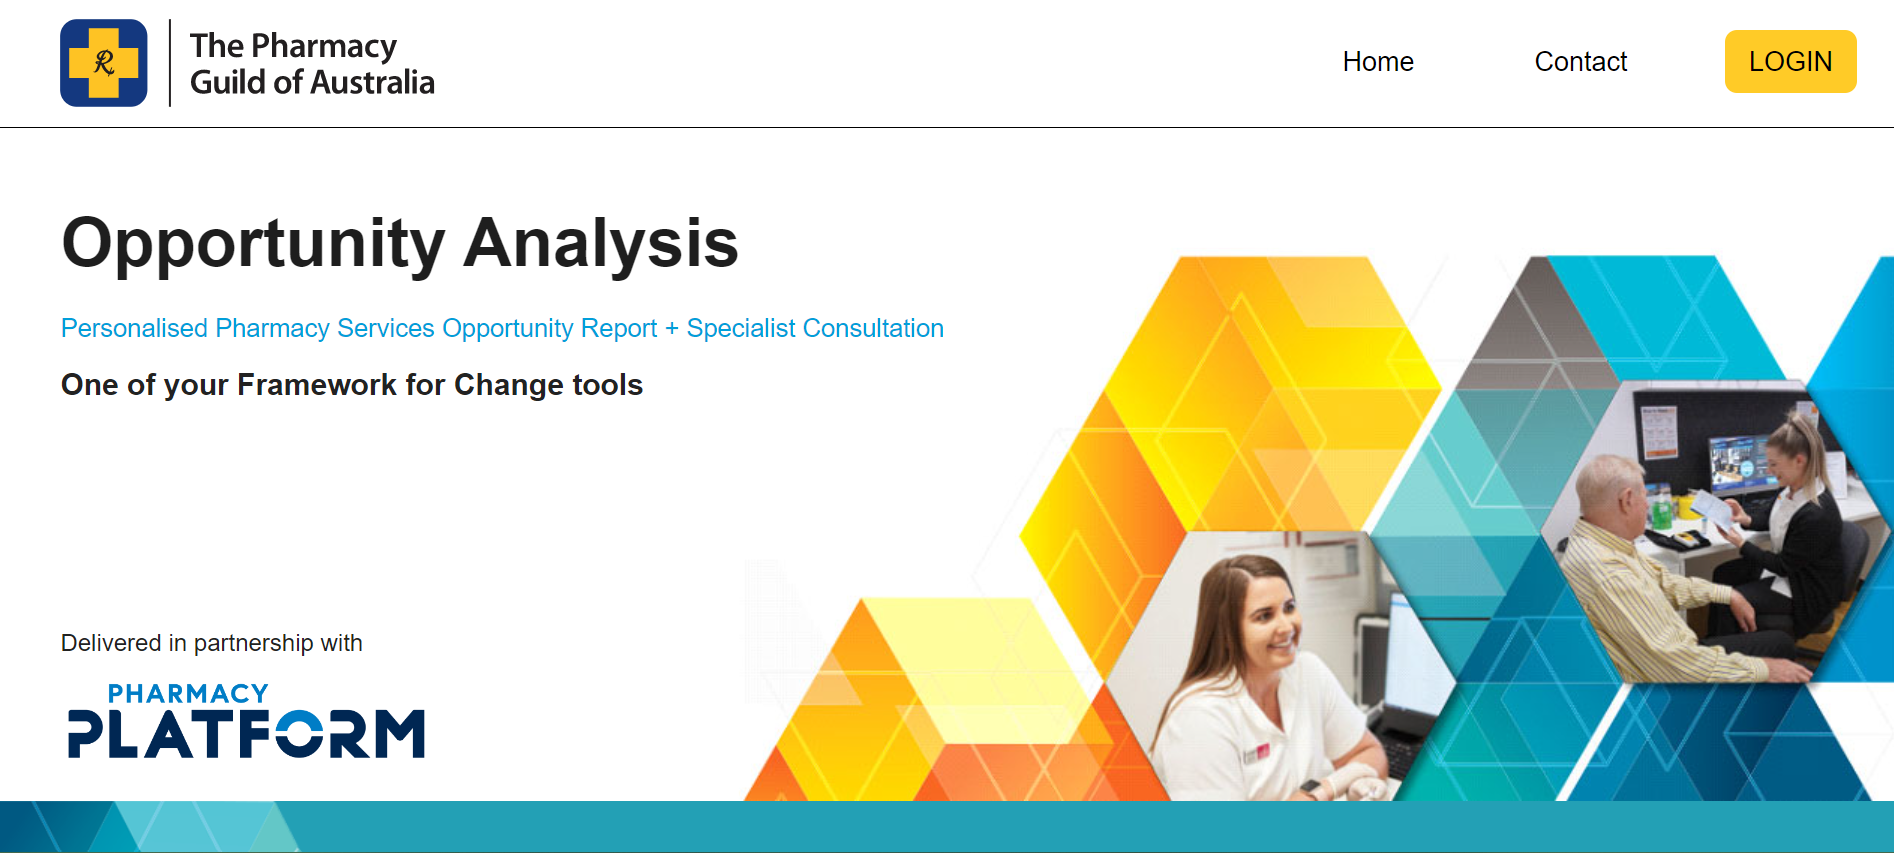 The Pharmacy
Guild of Australia
Home
Contact
LOGIN
Opportunity Analysis
Personalised Pharmacy Services Opportunity Report + Specialist Consultation
One of your Framework for Change tools
Delivered in partnership with
PHARMACY
PLATFORM